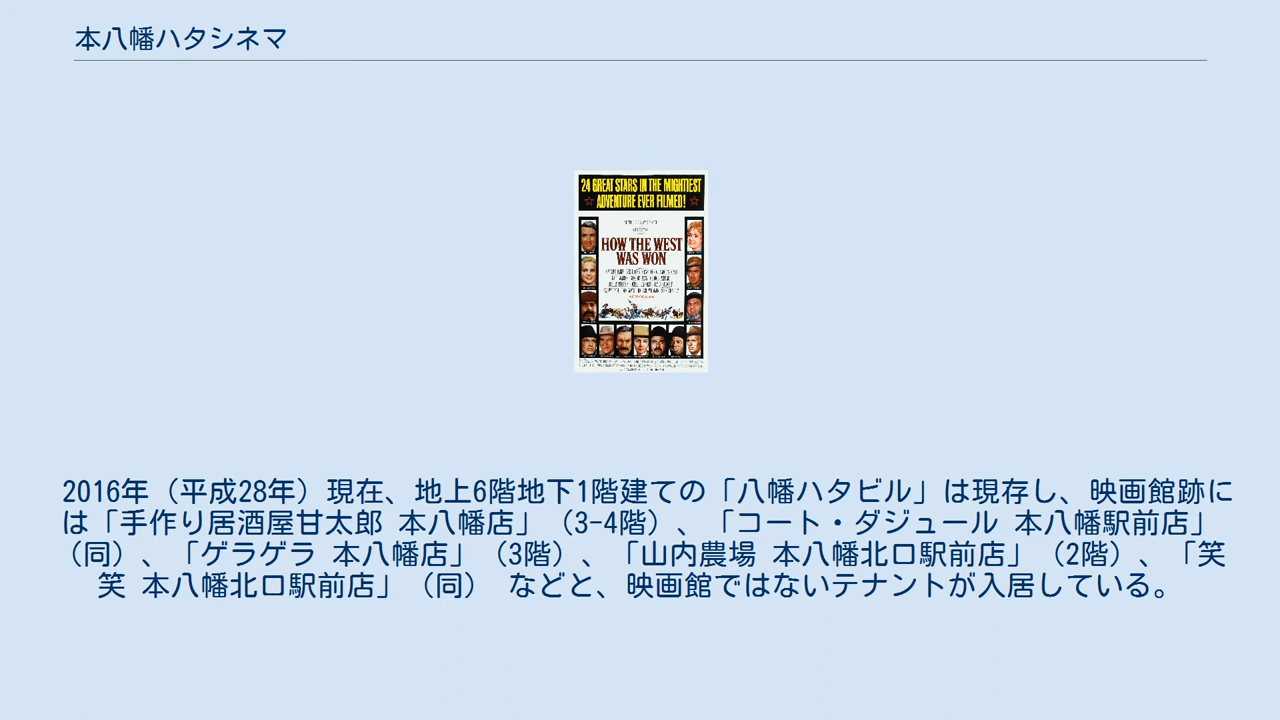 本八幡ハタシネマ
24 GREAT STARS IN THE MIGHTIEST
ADVENTURE EVER FILMED!
HOW THE WEST
WAS WON
2016年（平成28年）現在、地上6階地下1階建ての「八幡ハタビル」は現存し、映画館跡に
は「手作り居酒屋甘太郎 本八幡店」（3-4階）、「コート・ダジュール 本八幡駅前店」
（同）、「ゲラゲラ 本八幡店」（3階）、「山内農場 本八幡北口駅前店」（2階）、「笑
笑 本八幡北口駅前店」（同） などと、映画館ではないテナントが入居している。